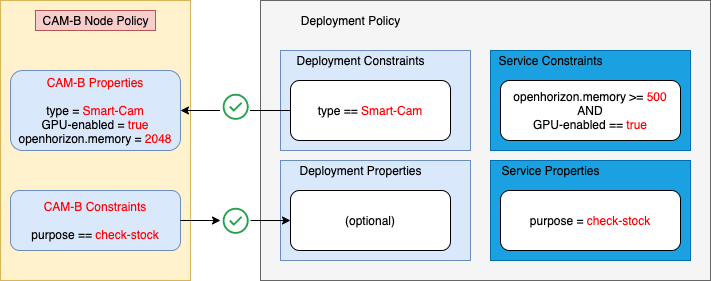 CAM-B Node Policy
CAM-B Properties
type = Smart-Cam
GPU-enabled = true
openhorizon.memory = 2048
CAM-B Constraints
purpose == check-stock
Deployment Policy
Deployment Constraints
type == Smart-Cam
Service Constraints
openhorizon.memory >= 500
AND
GPU-enabled == true
Deployment Properties
(optional)
Service Properties
purpose = check-stock